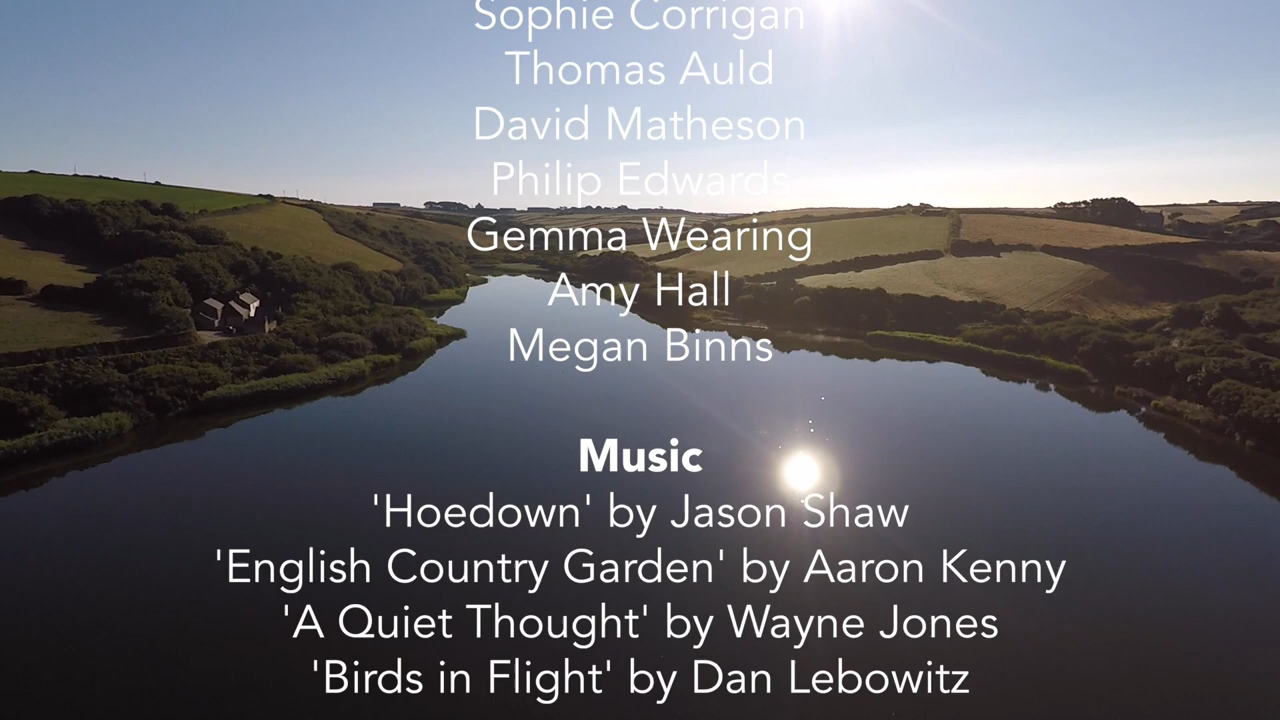 Sophie Corrigan
Thomas Auld
David Matheson
Philip Edwards
Gemma Wearing
Amy Hall
Megan Binns
Music
'Hoedown' by Jason Shaw
'English Country Garden' by Aaron Kenny
'A Quiet Thought' by Wayne Jones
'Birds in Flight' by Dan Lebowitz